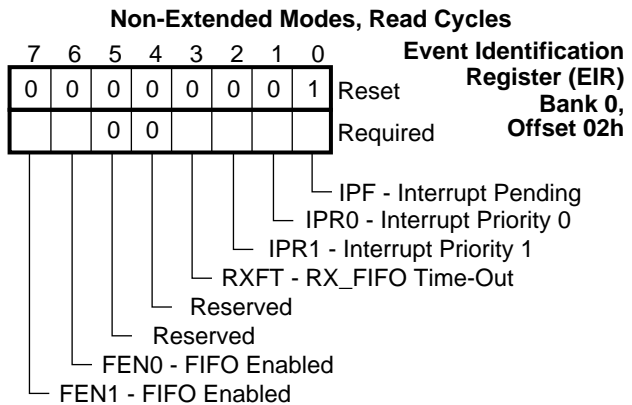 Non-Extended Modes, Read Cycles
7 6 5 4 3 2 1 0
Event Identification
Register (EIR)
Bank 0,
Offset 02h
0 0 0 0 0 0 0 1 Reset
0 0 Required
IPF - Interrupt Pending
IPR0 - Interrupt Priority 0
IPR1 - Interrupt Priority 1
RXFT - RX_FIFO Time-Out
Reserved
Reserved
FEN0 - FIFO Enabled
FEN1 - FIFO Enabled